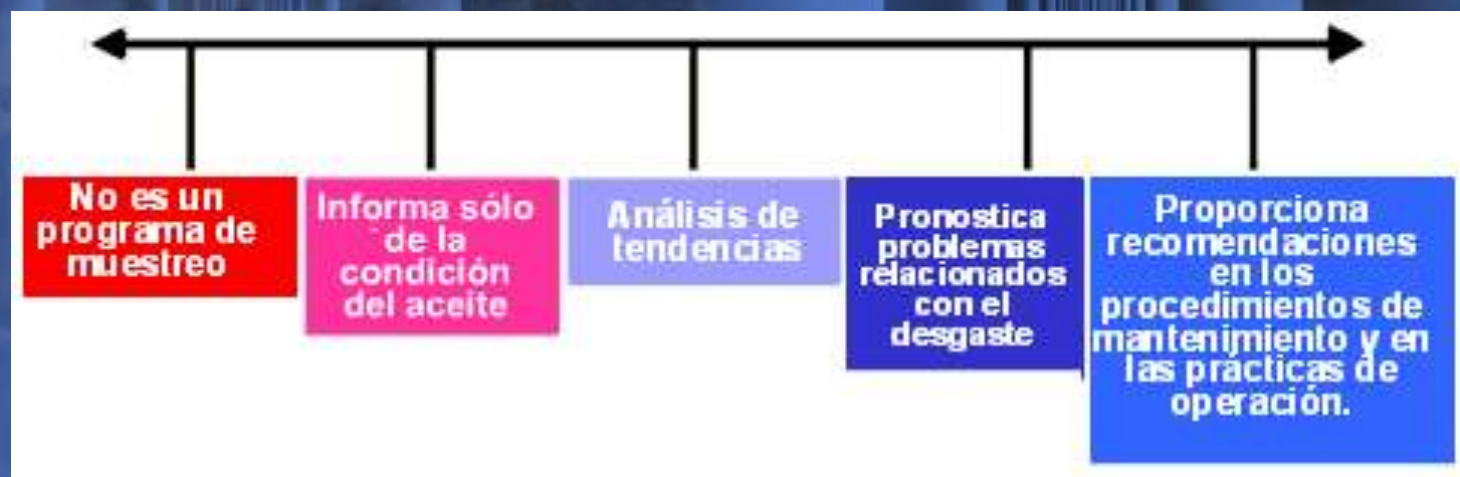 No es un
programa de
muestreo
Informa sólo
de la
condición
del aceite
Análisis de
tendencias
Pronostica
problemas
relacionados
con el
desgaste
Proporciona
recomendaciones
en los
procedimientos de
mantenimiento y en
las prácticas de
operación.